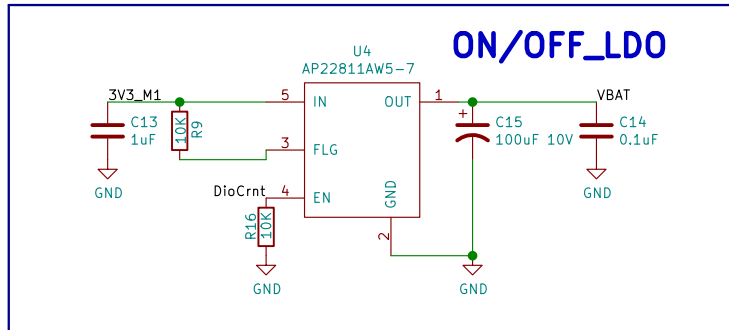 ON/OFF_LDO
U4
AP22811AW5-7
3V3_M1
5
IN
OUT
1
VBAT
C13
1uF
10K
R9
3
FLG
+
C15
100uF 10V
C14
0.1uF
GND
DioCrnt
4
EN
GND
GND
R16
10K
2
GND
GND